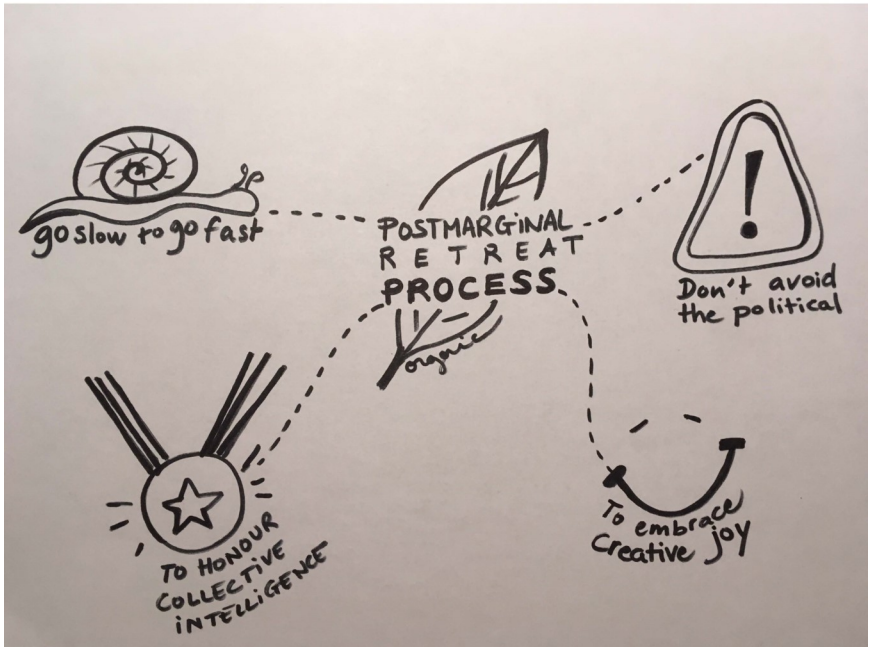 go slow to go fast
POSTMARGINAL
RETREAT
PROCESS
organic
!
Don't avoid
the political
TO HONOUR
COLLECTIVE
INTELLIGENCE
To embrace
Creative joy